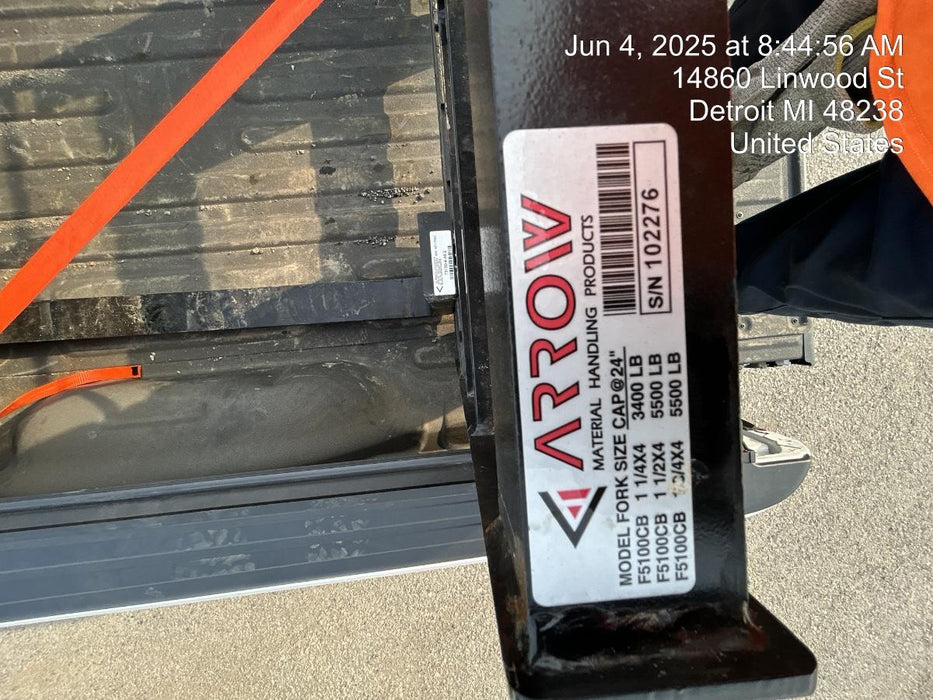 Jun 4, 2025 at 8:44:56 AM
14860 Linwood St
Detroit MI 48238
United States
ARROW
MATERIAL HANDLING PRODUCTS
MODEL FORK SIZE CAP@24"
F5100CB 1 1/4X4 3400 LB
F5100CB 1 1/2X4 5500 LB
F5100CB /4X4 5500 LB
S/N 102276